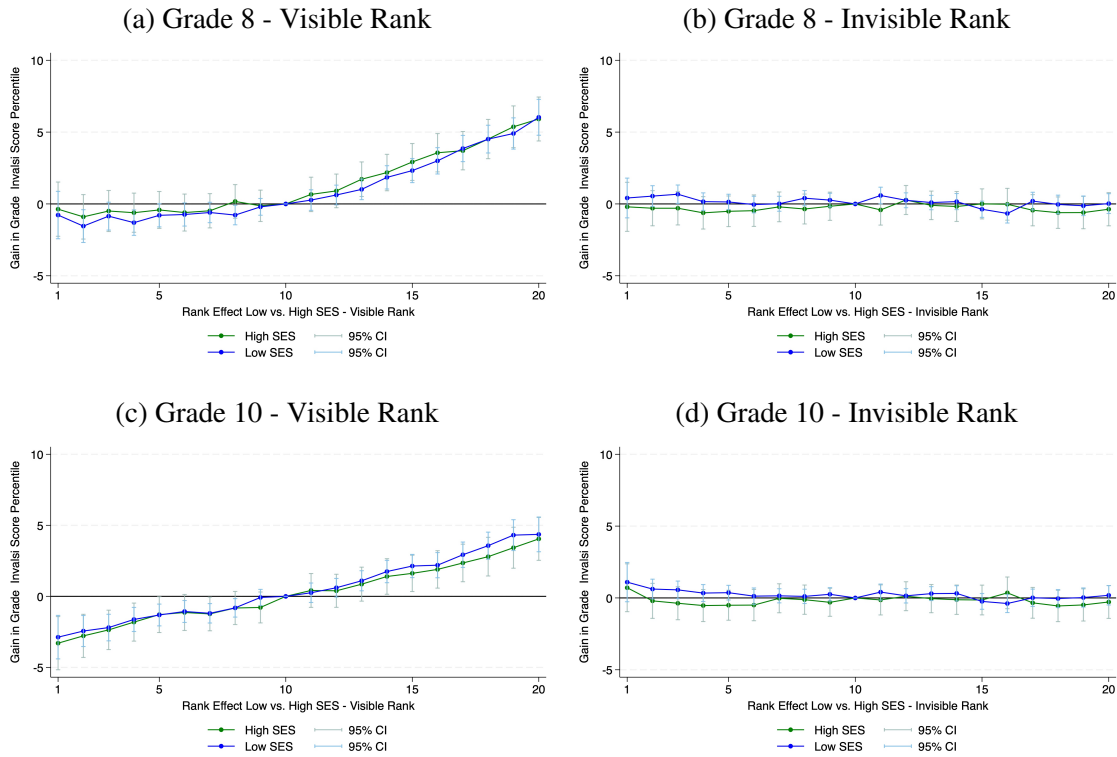 (a) Grade 8 - Visible Rank
Gain in Grade Invalsi Score Percentile
10
5
0
-5
1 5 10 15 20
Rank Effect Low vs. High SES - Visible Rank
High SES 95% CI
Low SES 95% CI
(b) Grade 8 - Invisible Rank
Gain in Grade Invalsi Score Percentile
10
5
0
-5
1 5 10 15 20
Rank Effect Low vs. High SES - Invisible Rank
High SES 95% CI
Low SES 95% CI
(c) Grade 10 - Visible Rank
Gain in Grade Invalsi Score Percentile
10
5
0
-5
1 5 10 15 20
Rank Effect Low vs. High SES - Visible Rank
High SES 95% CI
Low SES 95% CI
(d) Grade 10 - Invisible Rank
Gain in Grade Invalsi Score Percentile
10
5
0
-5
1 5 10 15 20
Rank Effect Low vs. High SES - Invisible Rank
High SES 95% CI
Low SES 95% CI